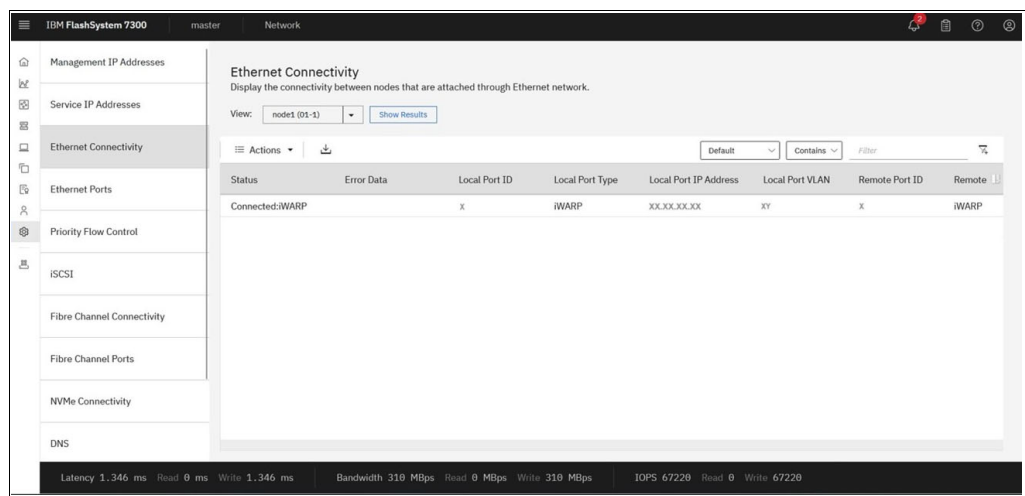 IBM FlashSystem 7300 master Network 2
Management IP Addresses
Service IP Addresses
Ethernet Connectivity
Ethernet Ports
Priority Flow Control
iSCSI
Fibre Channel Connectivity
Fibre Channel Ports
NVMe Connectivity
DNS
Ethernet Connectivity
Display the connectivity between nodes that are attached through Ethernet network.
View: node1 (01-1) Show Results
Actions Default Contains Filter
Status Error Data Local Port ID Local Port Type Local Port IP Address Local Port VLAN Remote Port ID Remote
Connected:iWARP X iWARP XX.XX.XX.XX XY X iWARP
Latency 1.346 ms Read 0 ms Write 1.346 ms Bandwidth 310 MBps Read 0 MBps Write 310 MBps IOPS 67220 Read 0 Write 67220